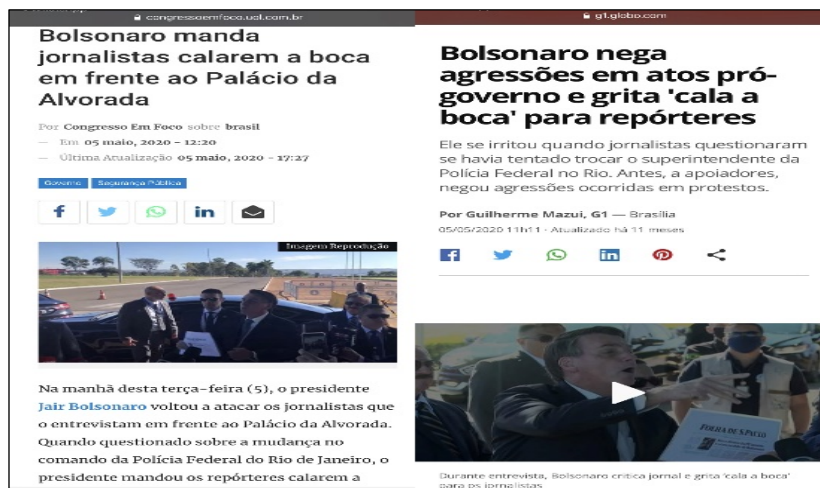 congressoemfoco.uol.com.br
Bolsonaro manda
jornalistas calarem a boca
em frente ao Palácio da
Alvorada
Por Congresso Em Foco sobre brasil
— Em 05 maio, 2020 - 12:20
— Última Atualização 05 maio, 2020 - 17:27
Governo Segurança Pública
Imagem Reprodução
Na manhã desta terça-feira (5), o presidente
Jair Bolsonaro voltou a atacar os jornalistas que
o entrevistam em frente ao Palácio da Alvorada.
Quando questionado sobre a mudança no
comando da Polícia Federal do Rio de Janeiro, o
presidente mandou os repórteres calarem a
g1.globo.com
Bolsonaro nega
agressões em atos pró-
governo e grita 'cala a
boca' para repórteres
Ele se irritou quando jornalistas questionaram
se havia tentado trocar o superintendente da
Polícia Federal no Rio. Antes, a apoiadores,
negou agressões ocorridas em protestos.
Por Guilherme Mazui, G1 — Brasília
05/05/2020 11h11 · Atualizado há 11 meses
FOLHA DE S.PAULO
Durante entrevista, Bolsonaro critica jornal e grita 'cala a boca'
para os jornalistas